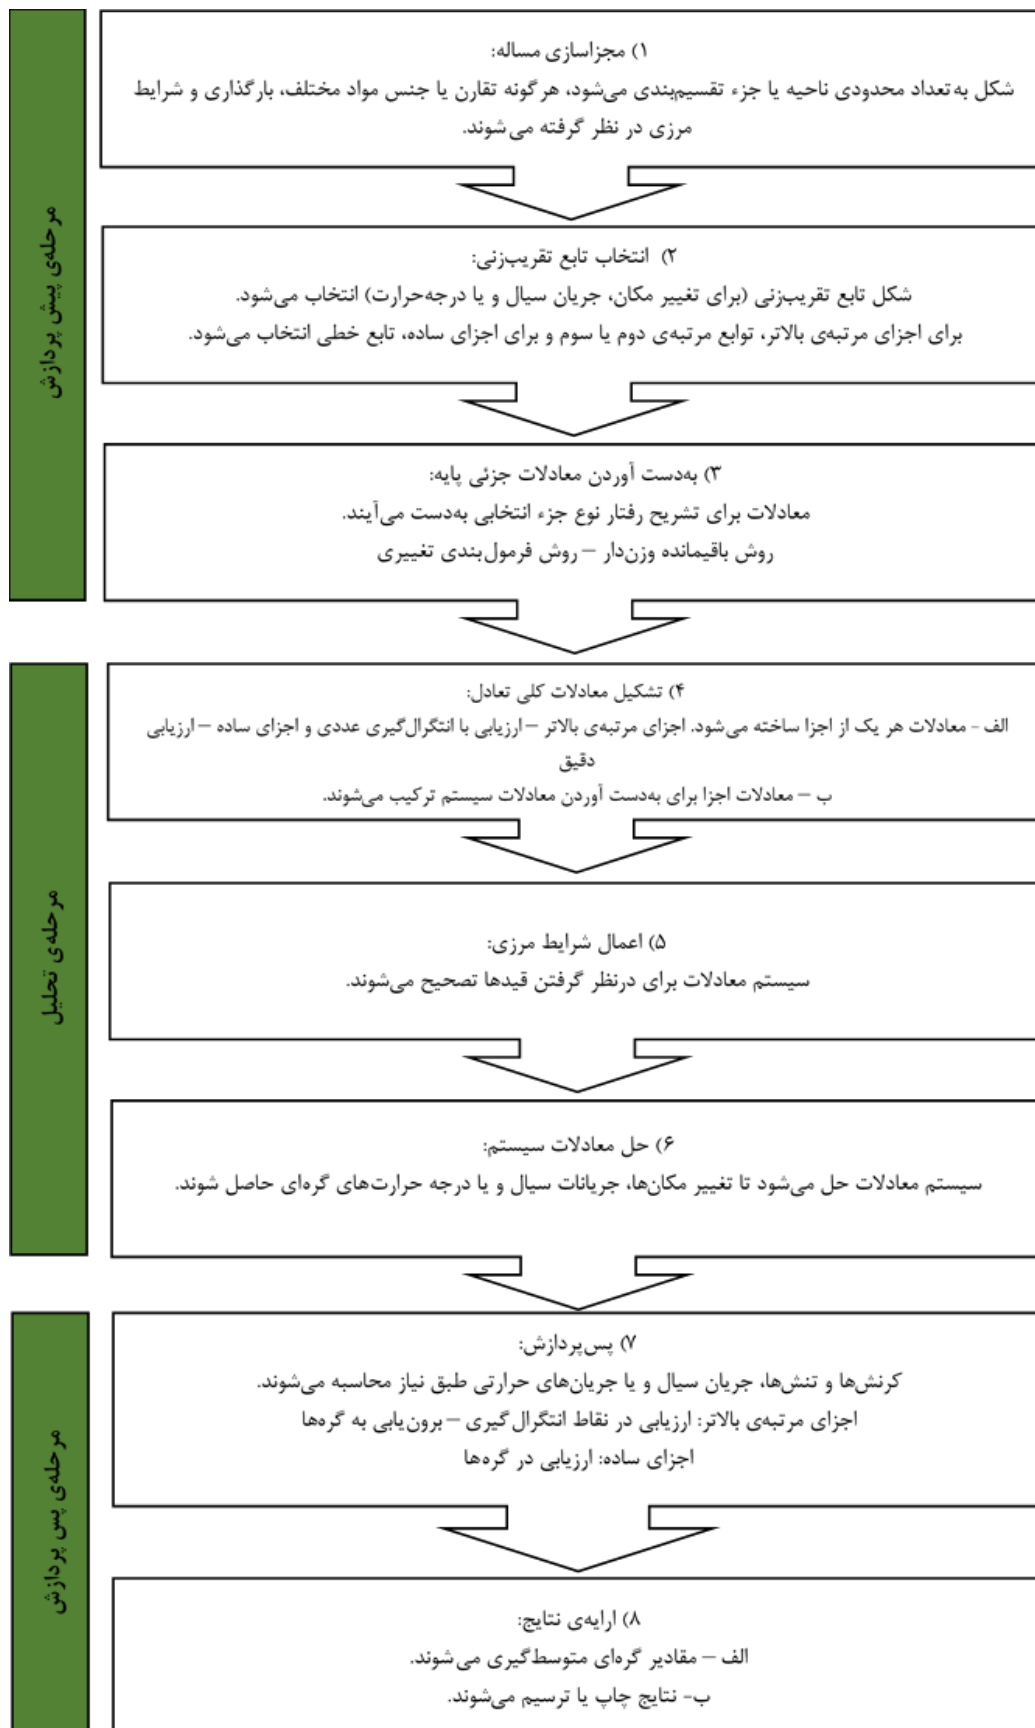 مرحله‌ی پیش پردازش
۱) مجزاسازی مساله:
شکل به تعداد محدودی ناحیه یا جزء تقسیم‌بندی می‌شود، هر گونه تقارن یا جنس مواد مختلف، بارگذاری و شرایط
مرزی در نظر گرفته می‌شوند.
۲) انتخاب تابع تقریب‌زنی:
شکل تابع تقریب‌زنی (برای تغییر مکان، جریان سیال و یا درجه‌حرارت) انتخاب می‌شود.
برای اجزای مرتبه‌ی بالاتر، توابع مرتبه‌ی دوم یا سوم و برای اجزای ساده، تابع خطی انتخاب می‌شود.
۳) به‌دست آوردن معادلات جزئی پایه:
معادلات برای تشریح رفتار نوع جزء انتخابی به‌دست می‌آیند.
روش باقیمانده وزن‌دار – روش فرمول‌بندی تغییری
مرحله‌ی تحلیل
۴) تشکیل معادلات کلی تعادل:
الف - معادلات هر یک از اجزا ساخته می‌شود. اجزای مرتبه‌ی بالاتر – ارزیابی با انتگرال‌گیری عددی و اجزای ساده – ارزیابی
دقیق
ب – معادلات اجزا برای به‌دست آوردن معادلات سیستم ترکیب می‌شوند.
۵) اعمال شرایط مرزی:
سیستم معادلات برای درنظر گرفتن قیدها تصحیح می‌شوند.
۶) حل معادلات سیستم:
سیستم معادلات حل می‌شود تا تغییر مکان‌ها، جریانات سیال و یا درجه حرارت‌های گره‌ای حاصل شوند.
مرحله‌ی پس پردازش
۷) پس‌پردازش:
کرنش‌ها و تنش‌ها، جریان سیال و یا جریان‌های حرارتی طبق نیاز محاسبه می‌شوند.
اجزای مرتبه‌ی بالاتر: ارزیابی در نقاط انتگرال‌گیری – برون‌یابی به گره‌ها
اجزای ساده: ارزیابی در گره‌ها
۸) ارایه‌ی نتایج:
الف – مقادیر گره‌ای متوسط‌گیری می‌شوند.
ب- نتایج چاپ یا ترسیم می‌شوند.